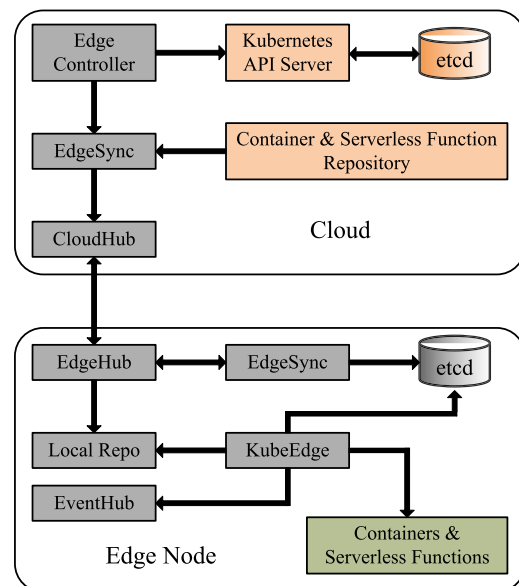 Edge
Controller
Kubernetes
API Server
etcd
EdgeSync
Container & Serverless Function
Repository
CloudHub
Cloud
EdgeHub
EdgeSync
etcd
Local Repo
KubeEdge
EventHub
Containers &
Serverless Functions
Edge Node